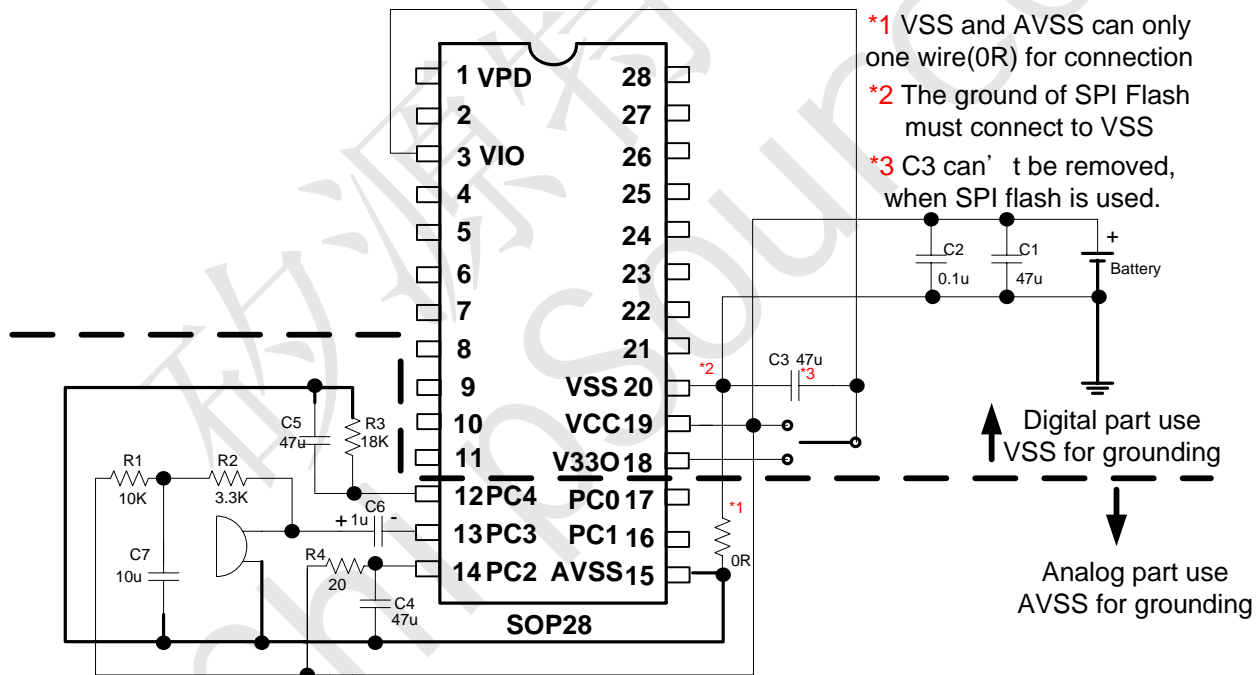 *1 VSS and AVSS can only
one wire(0R) for connection
*2 The ground of SPI Flash
must connect to VSS
*3 C3 can’ t be removed,
when SPI flash is used.
1 VPD
2
3 VIO
4
5
6
7
8
9
10
11
12 PC4
13 PC3
14 PC2
28
27
26
25
24
23
22
21
VSS 20
VCC 19
V33O 18
PC0 17
PC1 16
AVSS 15
SOP28
C2
0.1u
C1
47u
+
Battery
*2
C3 47u
*3
Digital part use
VSS for grounding
*1
0R
Analog part use
AVSS for grounding
C5
47u
R3
18K
R1
10K
R2
3.3K
C6
+ 1u -
C7
10u
R4
20
C4
47u
矽源特
ChipSource